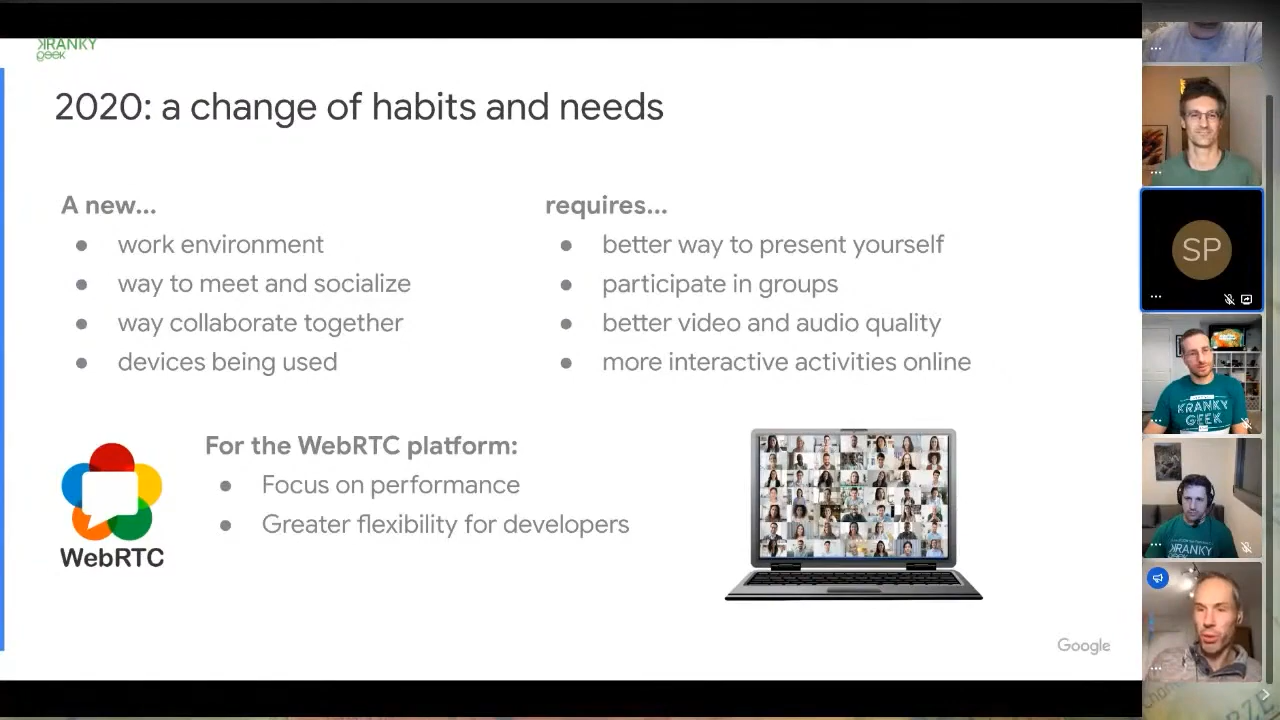 KRANKY
geek
2020: a change of habits and needs
A new...
work environment
way to meet and socialize
way collaborate together
devices being used
requires...
better way to present yourself
participate in groups
better video and audio quality
more interactive activities online
For the WebRTC platform:
Focus on performance
Greater flexibility for developers
WebRTC
Google
SP
KRANKY
GEEK
KRANKY